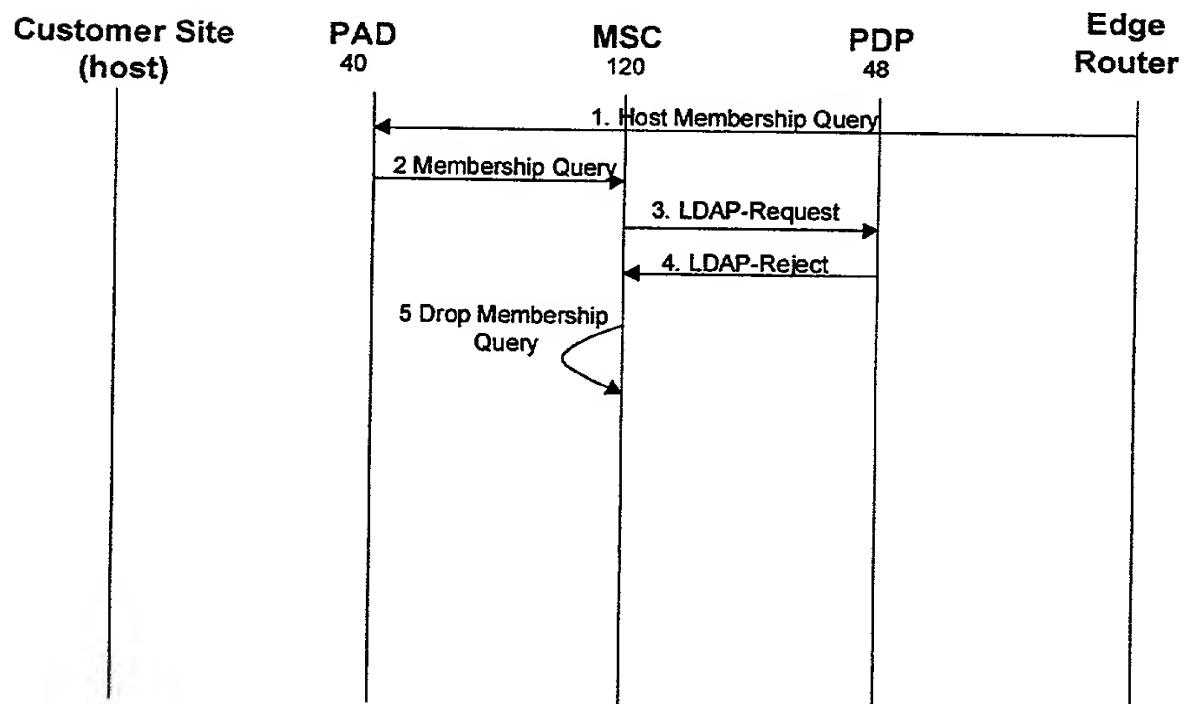 Customer Site
(host)
PAD
40
MSC
120
PDP
48
Edge
Router
1. Host Membership Query
2 Membership Query
3. LDAP-Request
4. LDAP-Reject
5 Drop Membership
Query